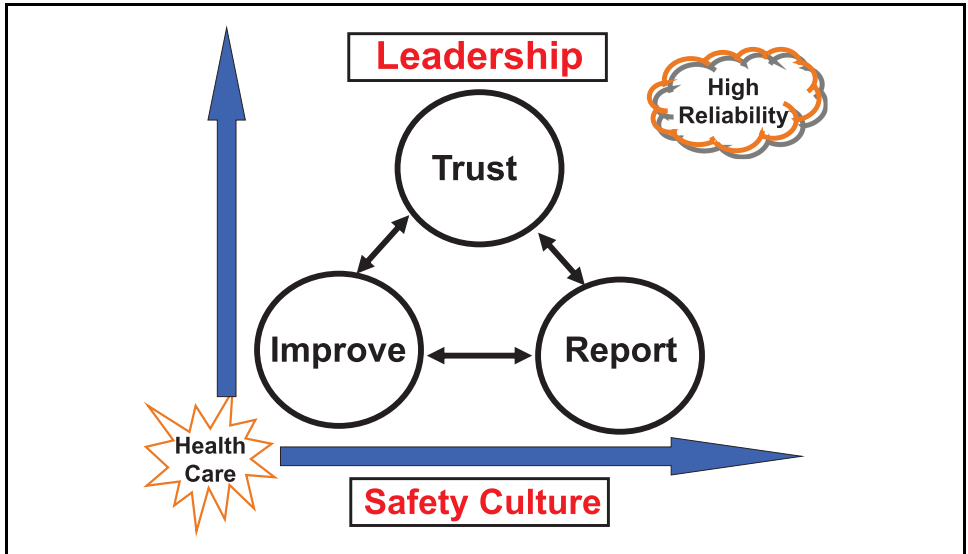 Leadership
High
Reliability
Trust
Improve
Report
Health
Care
Safety Culture